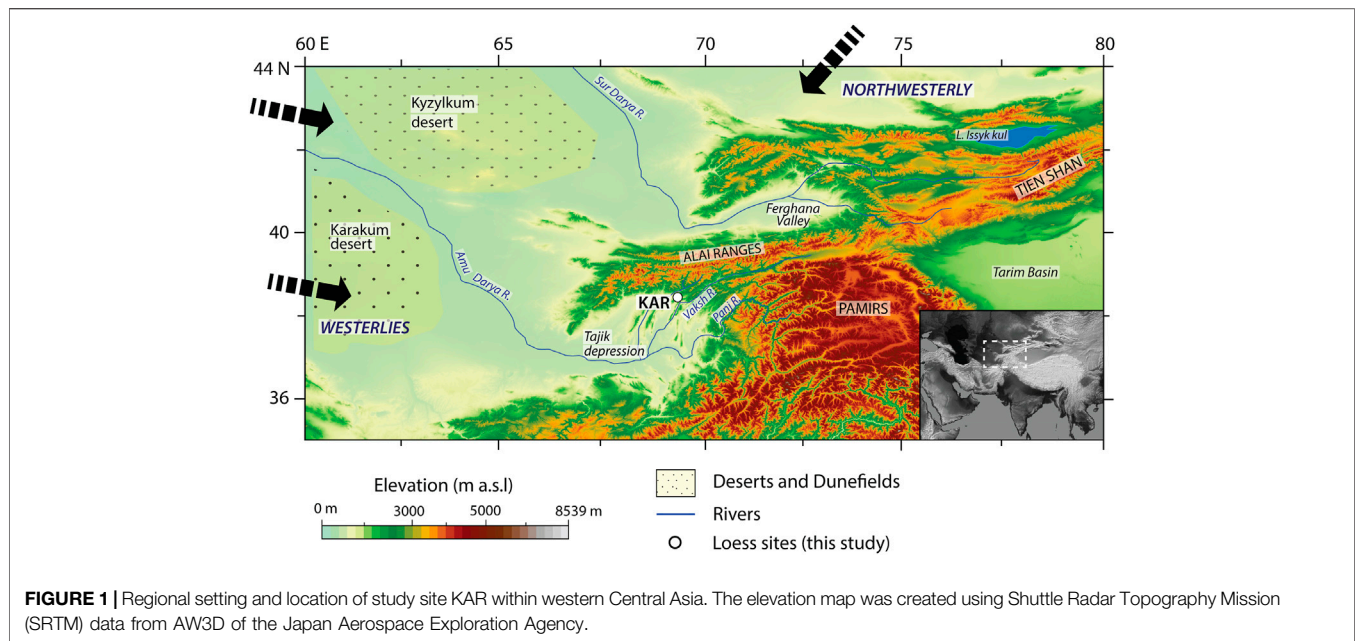 60 E 65 70 75 80
44 N
NORTHWESTERLY
Kyzylkum
desert
Sur Darya R.
L. Issyk kul
TIEN SHAN
Ferghana
Valley
40
Karakum
desert
ALAI RANGES
Amu Darya R.
Tarim Basin
KAR
Vaksh R.
Panj R.
PAMIRS
WESTERLIES
Tajik
depression
36
Elevation (m a.s.l)
0 m 3000 5000 8539 m
Deserts and Dunefields
Rivers
Loess sites (this study)
FIGURE 1 | Regional setting and location of study site KAR within western Central Asia. The elevation map was created using Shuttle Radar Topography Mission
(SRTM) data from AW3D of the Japan Aerospace Exploration Agency.